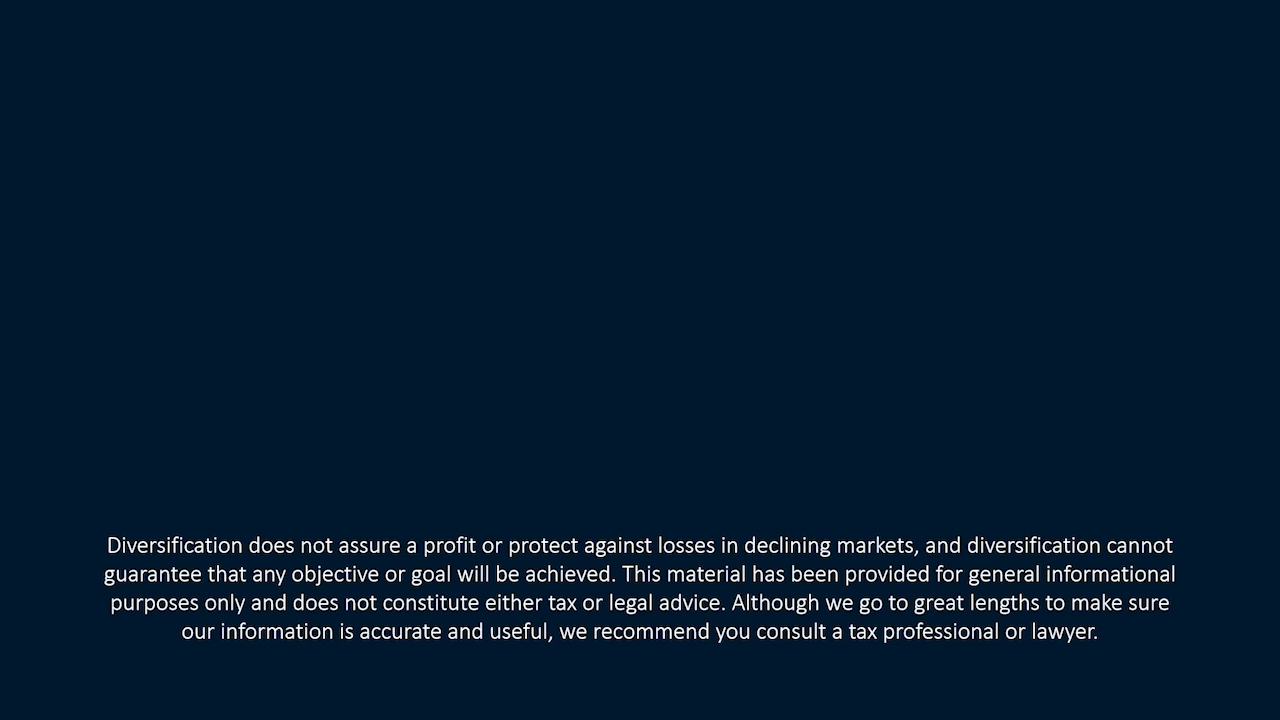 Diversification does not assure a profit or protect against losses in declining markets, and diversification cannot
guarantee that any objective or goal will be achieved. This material has been provided for general informational
purposes only and does not constitute either tax or legal advice. Although we go to great lengths to make sure
our information is accurate and useful, we recommend you consult a tax professional or lawyer.